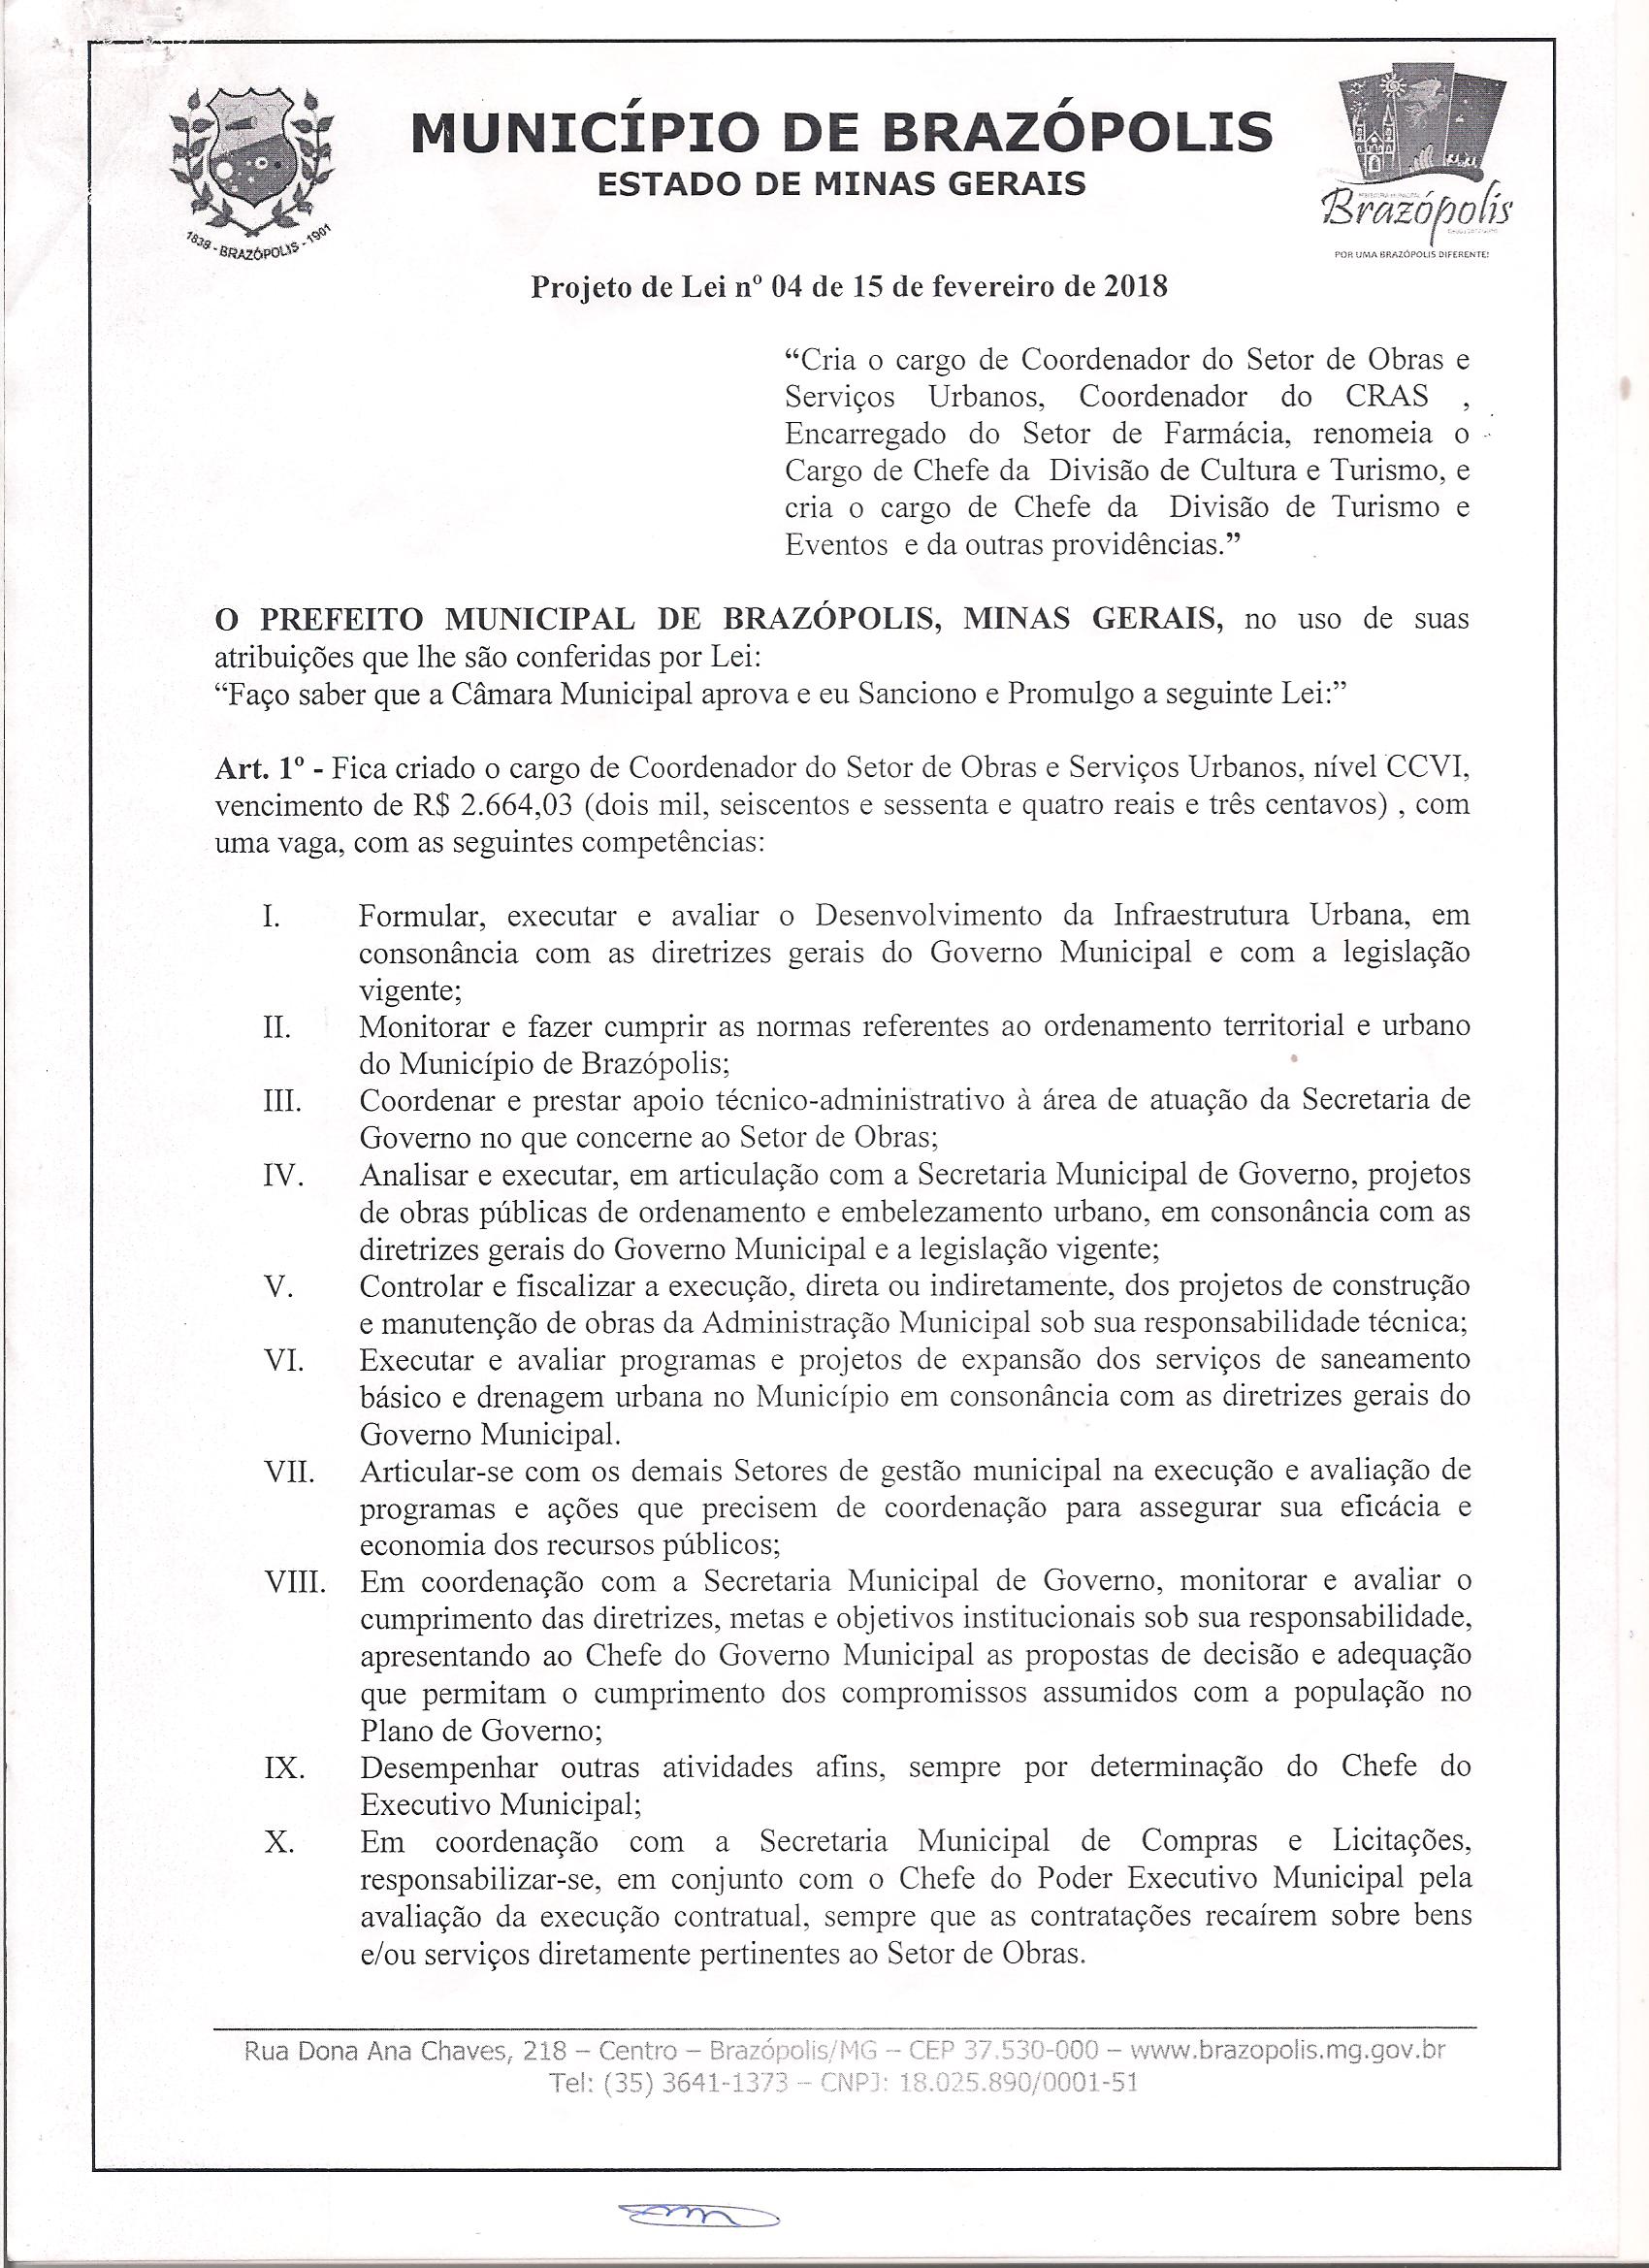 MUNICÍPIO DE BRAZÓPOLIS
ESTADO DE MINAS GERAIS
1839 - BRAZÓPOLIS - 1901
Brazópolis
POR UMA BRAZÓPOLIS DIFERENTE!
Projeto de Lei nº 04 de 15 de fevereiro de 2018
“Cria o cargo de Coordenador do Setor de Obras e
Serviços Urbanos, Coordenador do CRAS ,
Encarregado do Setor de Farmácia, renomeia o
Cargo de Chefe da Divisão de Cultura e Turismo, e
cria o cargo de Chefe da Divisão de Turismo e
Eventos e da outras providências.”
O PREFEITO MUNICIPAL DE BRAZÓPOLIS, MINAS GERAIS, no uso de suas
atribuições que lhe são conferidas por Lei:
“Faço saber que a Câmara Municipal aprova e eu Sanciono e Promulgo a seguinte Lei:”
Art. 1º - Fica criado o cargo de Coordenador do Setor de Obras e Serviços Urbanos, nível CCVI,
vencimento de R$ 2.664,03 (dois mil, seiscentos e sessenta e quatro reais e três centavos) , com
uma vaga, com as seguintes competências:
I. Formular, executar e avaliar o Desenvolvimento da Infraestrutura Urbana, em
consonância com as diretrizes gerais do Governo Municipal e com a legislação
vigente;
II. Monitorar e fazer cumprir as normas referentes ao ordenamento territorial e urbano
do Município de Brazópolis;
III. Coordenar e prestar apoio técnico-administrativo à área de atuação da Secretaria de
Governo no que concerne ao Setor de Obras;
IV. Analisar e executar, em articulação com a Secretaria Municipal de Governo, projetos
de obras públicas de ordenamento e embelezamento urbano, em consonância com as
diretrizes gerais do Governo Municipal e a legislação vigente;
V. Controlar e fiscalizar a execução, direta ou indiretamente, dos projetos de construção
e manutenção de obras da Administração Municipal sob sua responsabilidade técnica;
VI. Executar e avaliar programas e projetos de expansão dos serviços de saneamento
básico e drenagem urbana no Município em consonância com as diretrizes gerais do
Governo Municipal.
VII. Articular-se com os demais Setores de gestão municipal na execução e avaliação de
programas e ações que precisem de coordenação para assegurar sua eficácia e
economia dos recursos públicos;
VIII. Em coordenação com a Secretaria Municipal de Governo, monitorar e avaliar o
cumprimento das diretrizes, metas e objetivos institucionais sob sua responsabilidade,
apresentando ao Chefe do Governo Municipal as propostas de decisão e adequação
que permitam o cumprimento dos compromissos assumidos com a população no
Plano de Governo;
IX. Desempenhar outras atividades afins, sempre por determinação do Chefe do
Executivo Municipal;
X. Em coordenação com a Secretaria Municipal de Compras e Licitações,
responsabilizar-se, em conjunto com o Chefe do Poder Executivo Municipal pela
avaliação da execução contratual, sempre que as contratações recaírem sobre bens
e/ou serviços diretamente pertinentes ao Setor de Obras.
Rua Dona Ana Chaves, 218 – Centro – Brazópolis/MG – CEP 37.530-000 – www.brazopolis.mg.gov.br
Tel: (35) 3641-1373 – CNPJ: 18.025.890/0001-51